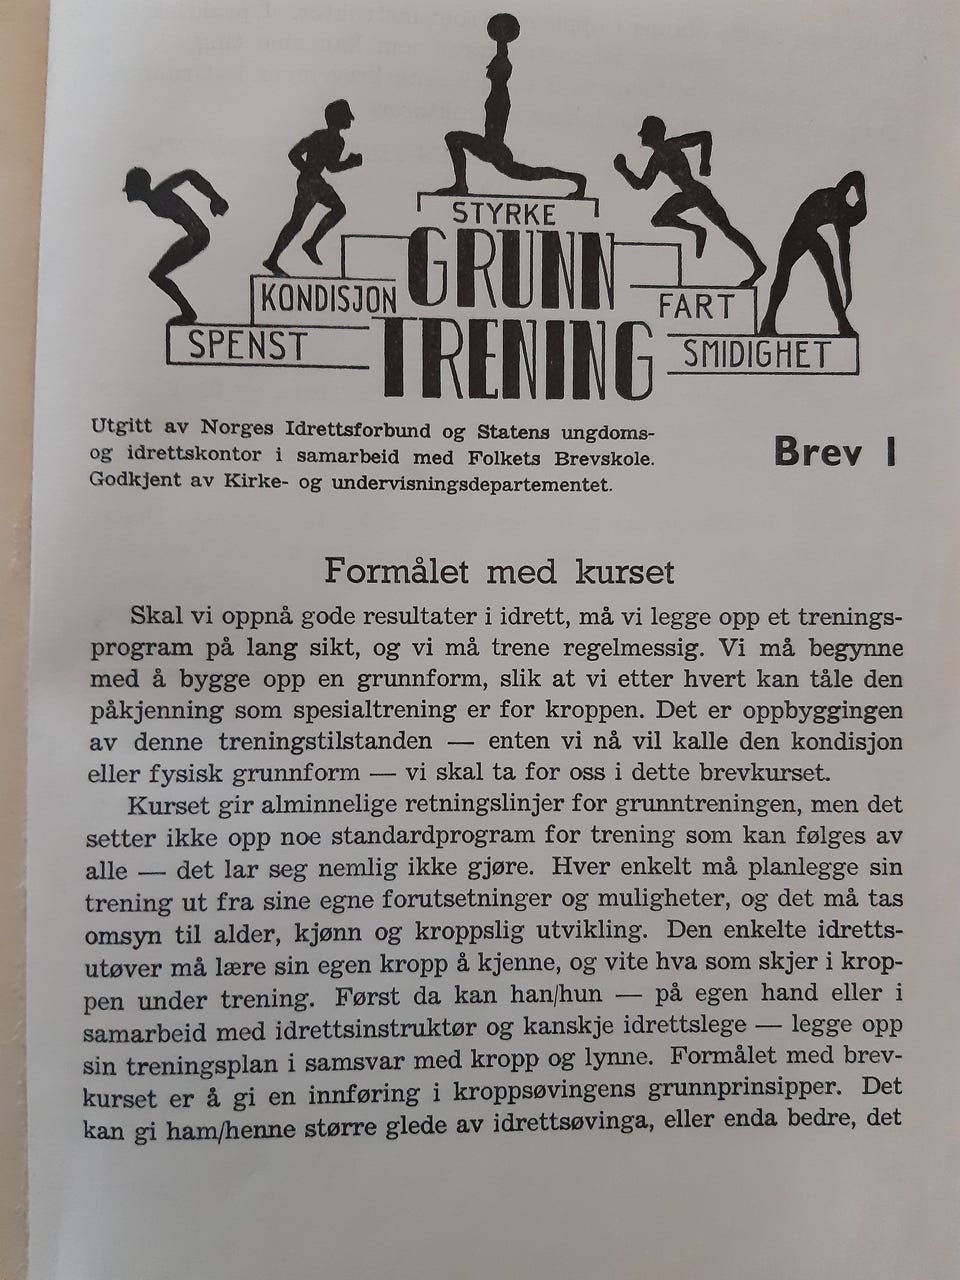 STYRKE
GRUNN
KONDISJON
FART
TRENING
SPENST
SMIDIGHET
Utgitt av Norges Idrettsforbund og Statens ungdoms-
og idrettskontor i samarbeid med Folkets Brevskole.
Godkjent av Kirke- og undervisningsdepartementet.
Brev I
Formålet med kurset
Skal vi oppnå gode resultater i idrett, må vi legge opp et trenings-
program på lang sikt, og vi må trene regelmessig. Vi må begynne
med å bygge opp en grunnform, slik at vi etter hvert kan tåle den
påkjenning som spesialtrening er for kroppen. Det er oppbyggingen
av denne treningstilstanden — enten vi nå vil kalle den kondisjon
eller fysisk grunnform — vi skal ta for oss i dette brevkurset.
Kurset gir alminnelige retningslinjer for grunntreningen, men det
setter ikke opp noe standardprogram for trening som kan følges av
alle — det lar seg nemlig ikke gjøre. Hver enkelt må planlegge sin
trening ut fra sine egne forutsetninger og muligheter, og det må tas
omsyn til alder, kjønn og kroppslig utvikling. Den enkelte idretts-
utøver må lære sin egen kropp å kjenne, og vite hva som skjer i krop-
pen under trening. Først da kan han/hun — på egen hand eller i
samarbeid med idrettsinstruktør og kanskje idrettslege — legge opp
sin treningsplan i samsvar med kropp og lynne. Formålet med brev-
kurset er å gi en innføring i kroppsøvingens grunnprinsipper. Det
kan gi ham/henne større glede av idrettsøvinga, eller enda bedre, det